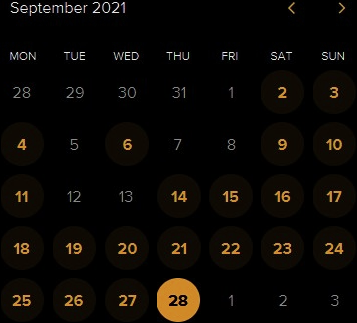 September 2021
MON TUE WED THU FRI SAT SUN
28 29 30 31 1 2 3
4 5 6 7 8 9 10
11 12 13 14 15 16 17
18 19 20 21 22 23 24
25 26 27 28 1 2 3